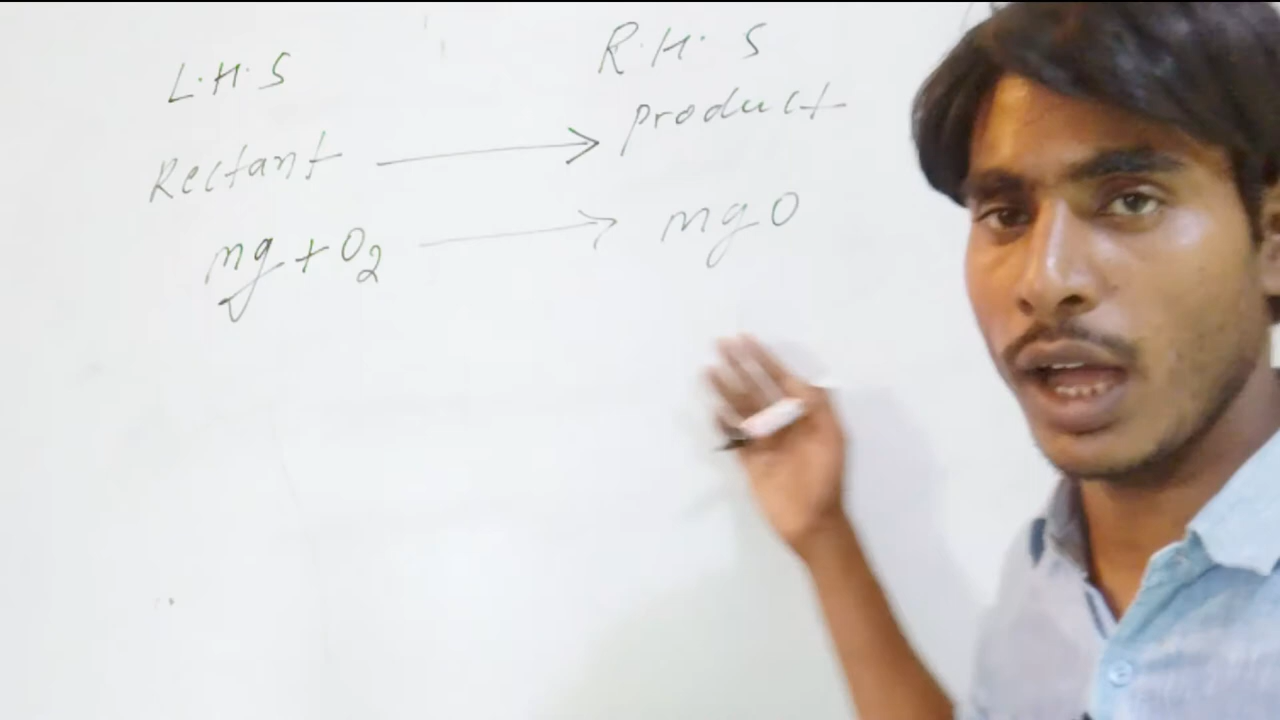 L.H.S R.H.S
Rectant → product
mg + O2 → mgO